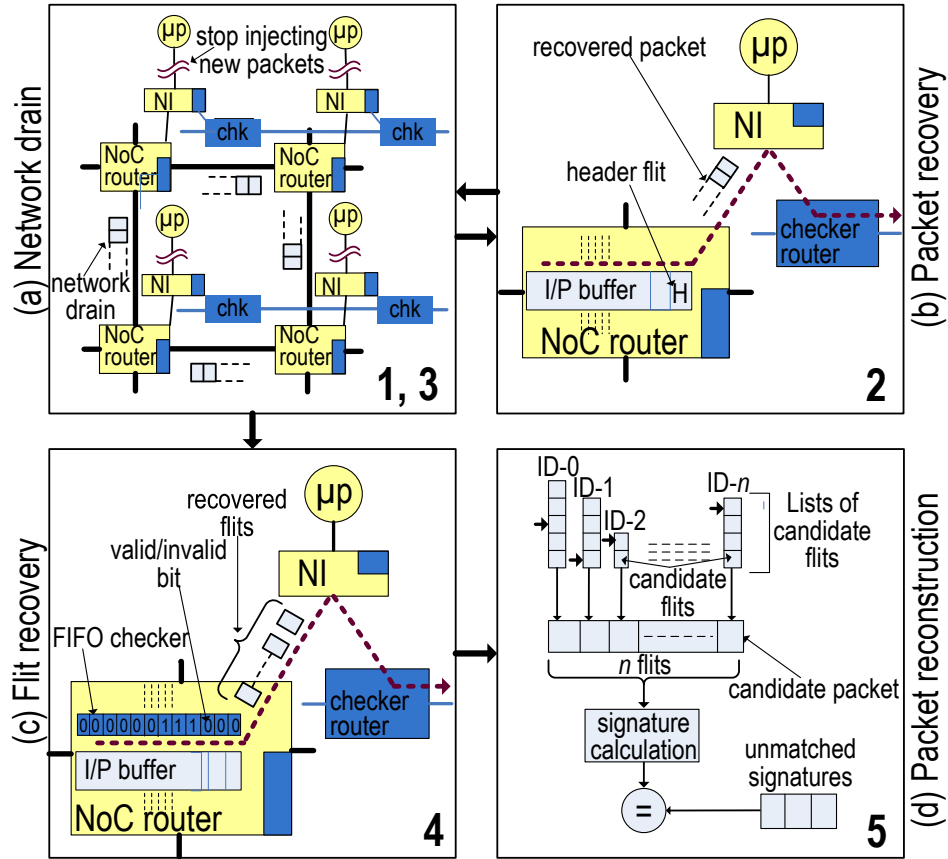 (a) Network drain
μp
μp
stop injecting
new packets
NI
NI
chk
chk
NoC
router
NoC
router
μp
μp
network
drain
NI
NI
chk
chk
NoC
router
NoC
router
1, 3
(b) Packet recovery
μp
recovered packet
NI
header flit
checker
router
I/P buffer
H
NoC router
2
(c) Flit recovery
recovered
flits
μp
valid/invalid
bit
NI
FIFO checker
000000111000
checker
router
I/P buffer
NoC router
4
(d) Packet reconstruction
ID-0
ID-1
ID-2
ID-n
Lists of
candidate
flits
candidate
flits
n flits
candidate packet
signature
calculation
unmatched
signatures
=
5